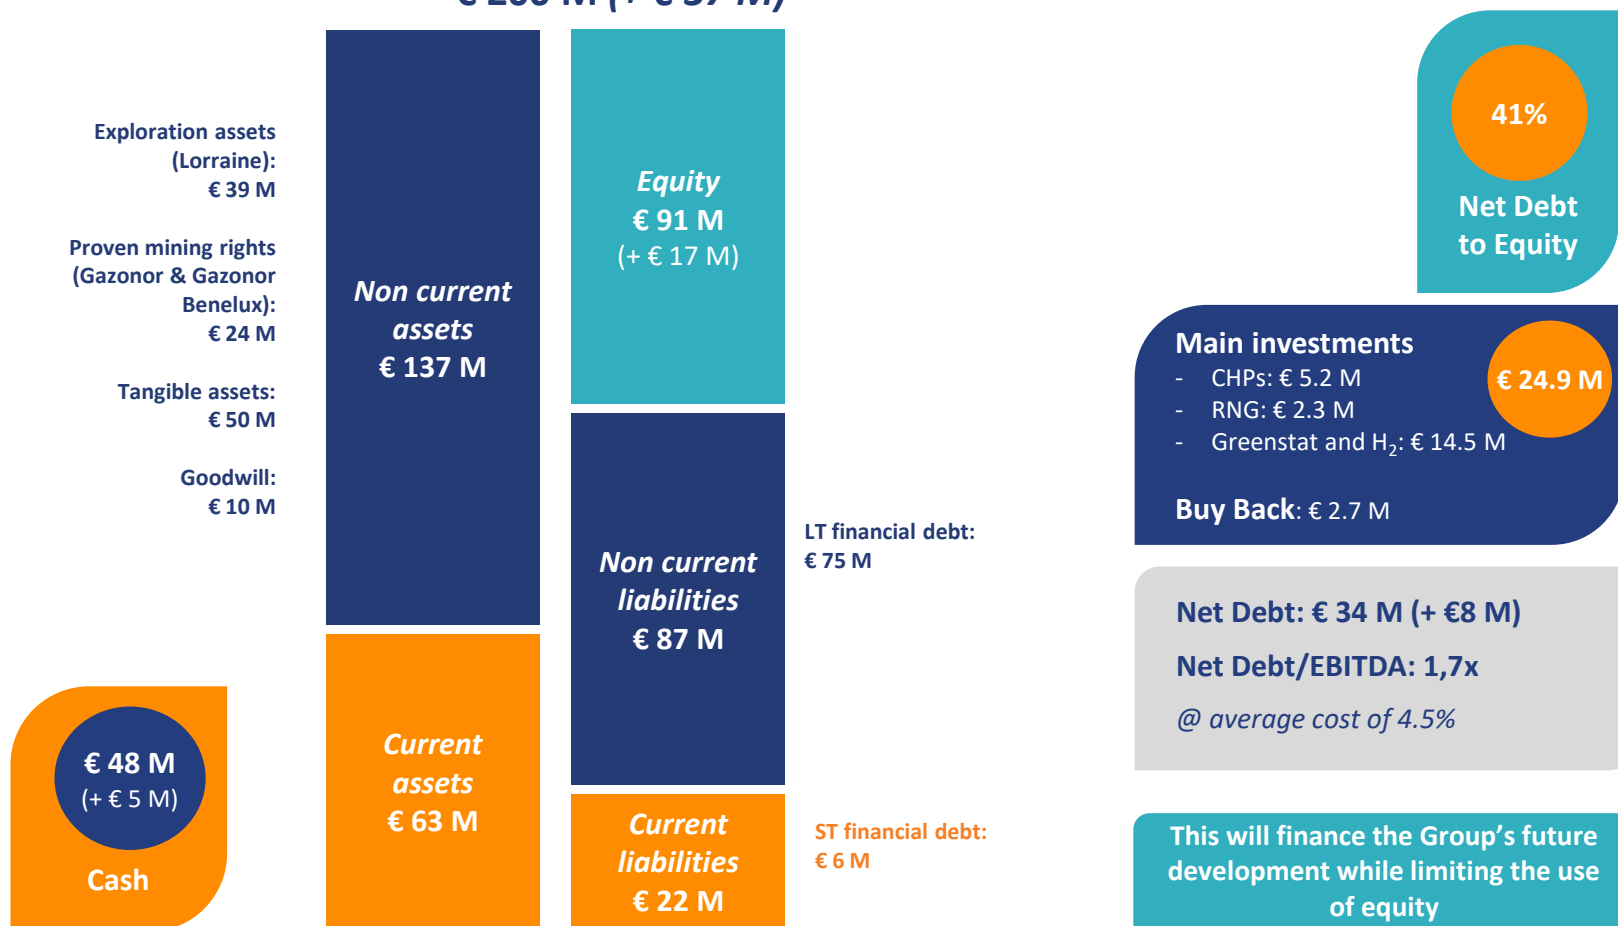 Exploration assets
(Lorraine):
€ 39 M
Proven mining rights
(Gazonor & Gazonor
Benelux):
€ 24 M
Tangible assets:
€ 50 M
Goodwill:
€ 10 M
€ 48 M
(+ € 5 M)
Cash
Non current
assets
€ 137 M
Current
assets
€ 63 M
Equity
€ 91 M
(+ € 17 M)
Non current
liabilities
€ 87 M
Current
liabilities
€ 22 M
LT financial debt:
€ 75 M
ST financial debt:
€ 6 M
41%
Net Debt
to Equity
Main investments
- CHPs: € 5.2 M
- RNG: € 2.3 M
- Greenstat and H₂: € 14.5 M
€ 24.9 M
Buy Back: € 2.7 M
Net Debt: € 34 M (+ €8 M)
Net Debt/EBITDA: 1,7x
@ average cost of 4.5%
This will finance the Group’s future
development while limiting the use
of equity